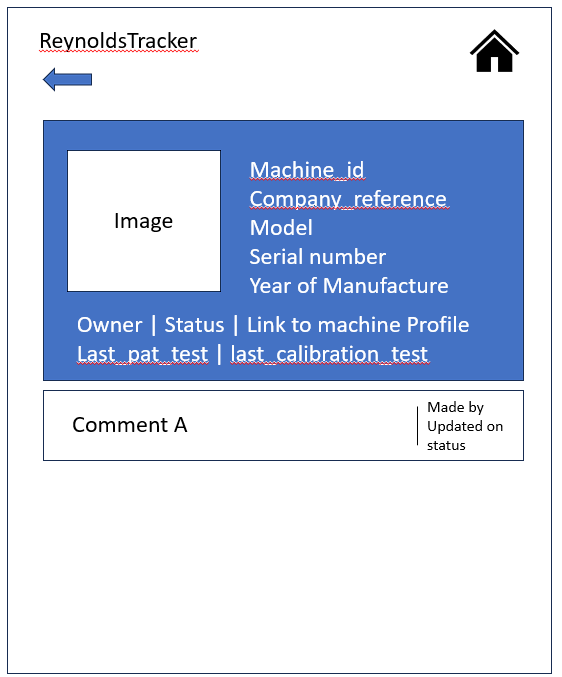 ReynoldsTracker
Image
Machine_id
Company_reference
Model
Serial number
Year of Manufacture
Owner | Status | Link to machine Profile
Last_pat_test | last_calibration_test
Comment A
Made by
Updated on
status